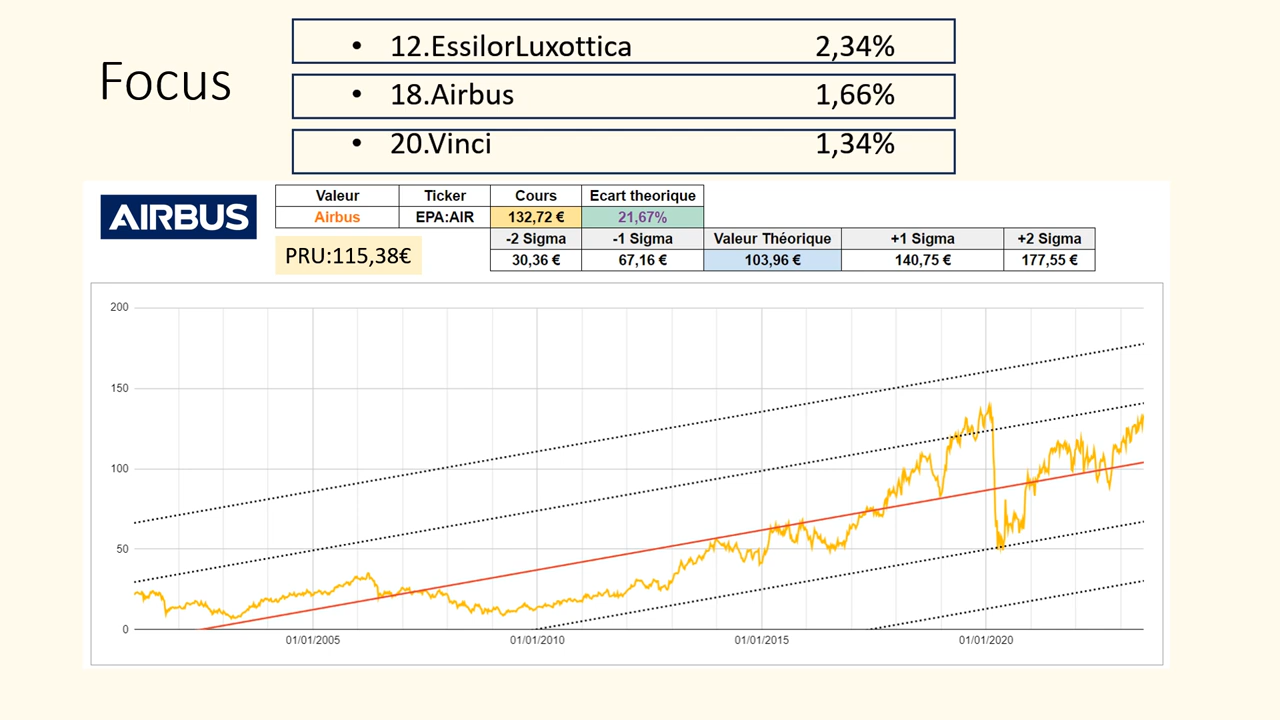 Focus
• 12.EssilorLuxottica 2,34%
• 18.Airbus 1,66%
• 20.Vinci 1,34%
AIRBUS
Valeur Ticker Cours Ecart theorique
Airbus EPA:AIR 132,72 € 21,67%
PRU:115,38€
-2 Sigma -1 Sigma Valeur Théorique +1 Sigma +2 Sigma
30,36 € 67,16 € 103,96 € 140,75 € 177,55 €
200
150
100
50
0
01/01/2005 01/01/2010 01/01/2015 01/01/2020